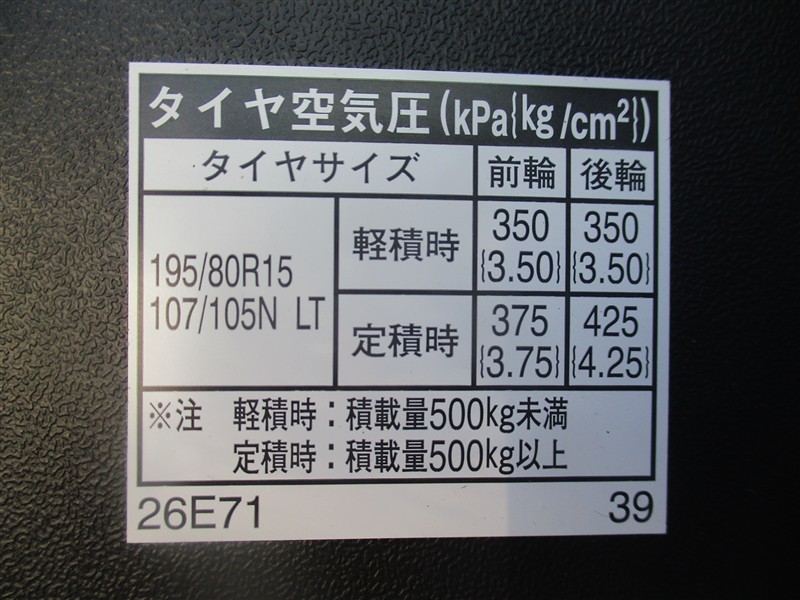 タイヤ空気圧(kPa{kg/cm²})
タイヤサイズ 前輪 後輪
195/80R15
107/105N LT
軽積時 350 350
{3.50} {3.50}
定積時 375 425
{3.75} {4.25}
※注 軽積時：積載量500kg未満
定積時：積載量500kg以上
26E71 39